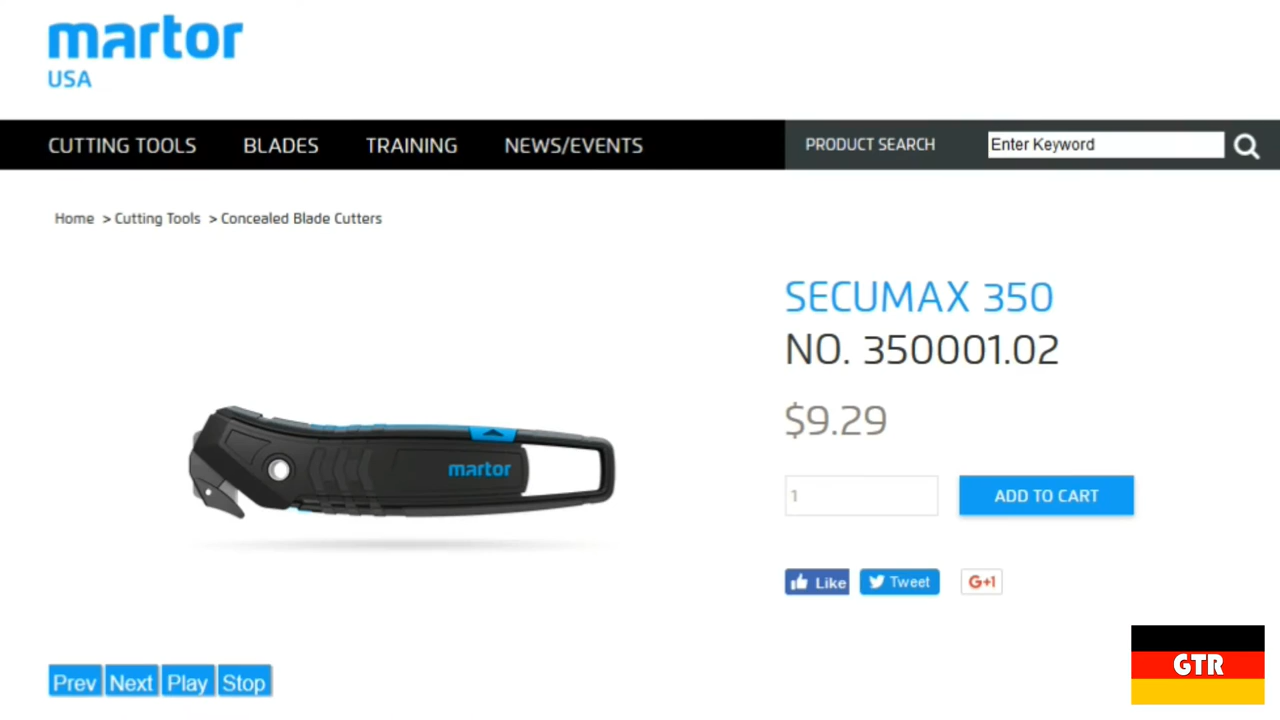 martor
USA
CUTTING TOOLS BLADES TRAINING NEWS/EVENTS PRODUCT SEARCH Enter Keyword
Home > Cutting Tools > Concealed Blade Cutters
SECUMAX 350
NO. 350001.02
$9.29
martor
1 ADD TO CART
Like Tweet G+1
GTR
Prev Next Play Stop